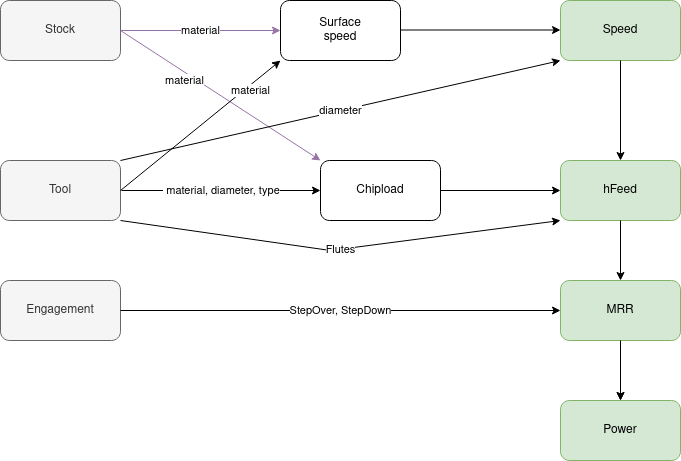 Stock
material
Surface
speed
Speed
material
material
diameter
Tool
material, diameter, type
Chipload
hFeed
Flutes
Engagement
StepOver, StepDown
MRR
Power